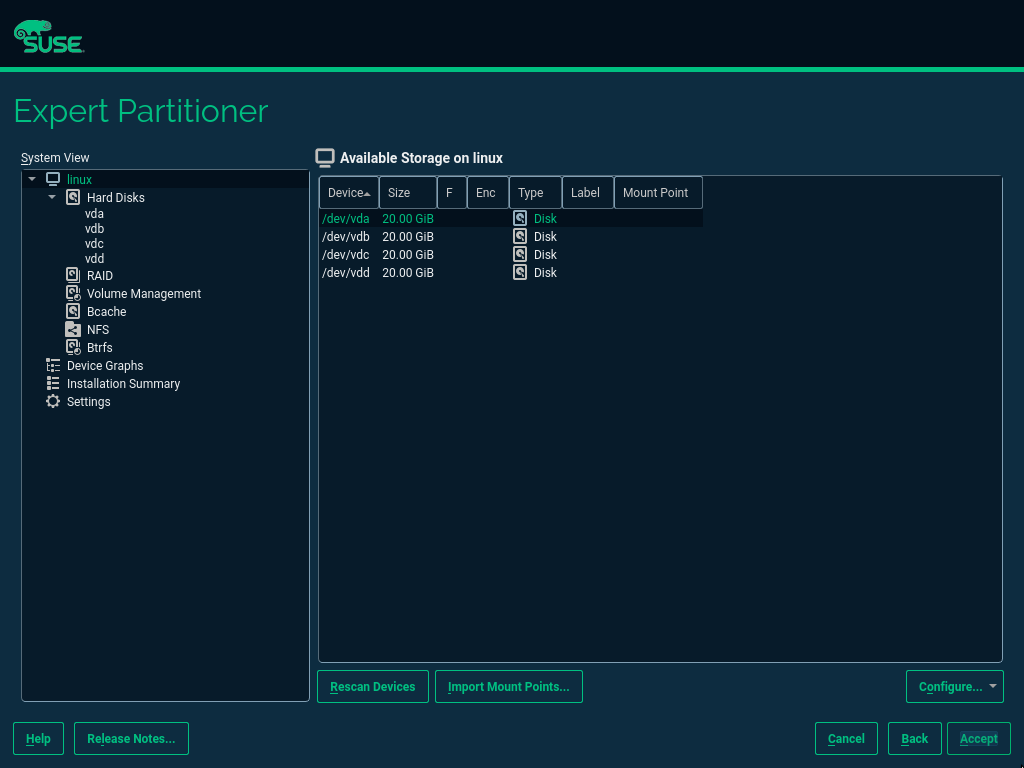 SUSE
Expert Partitioner
System View
linux
Hard Disks
vda
vdb
vdc
vdd
RAID
Volume Management
Bcache
NFS
Btrfs
Device Graphs
Installation Summary
Settings
Available Storage on linux
Device Size F Enc Type Label Mount Point
/dev/vda 20.00 GiB Disk
/dev/vdb 20.00 GiB Disk
/dev/vdc 20.00 GiB Disk
/dev/vdd 20.00 GiB Disk
Rescan Devices Import Mount Points... Configure...
Help Release Notes... Cancel Back Accept